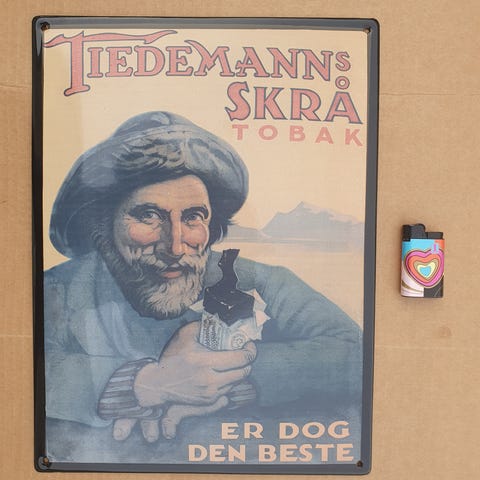 TIEDEMANNS
SKRÅ
TOBAK
ER DOG
DEN BESTE